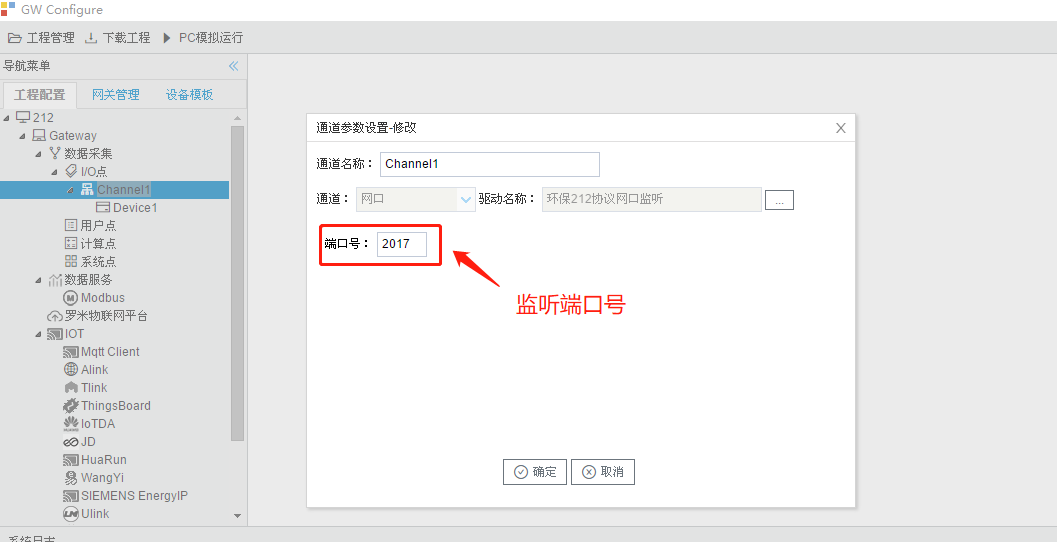 GW Configure
工程管理 下载工程 PC模拟运行
导航菜单
工程配置 网关管理 设备模板
212
Gateway
数据采集
I/O点
Channel1
Device1
用户点
计算点
系统点
数据服务
Modbus
罗米物联网平台
IOT
Mqtt Client
Alink
Tlink
ThingsBoard
IoTDA
JD
HuaRun
WangYi
SIEMENS EnergyIP
Ulink
系统日志
通道参数设置-修改
通道名称： Channel1
通道： 网口 驱动名称： 环保212协议网口监听 ...
端口号： 2017
监听端口号
确定 取消